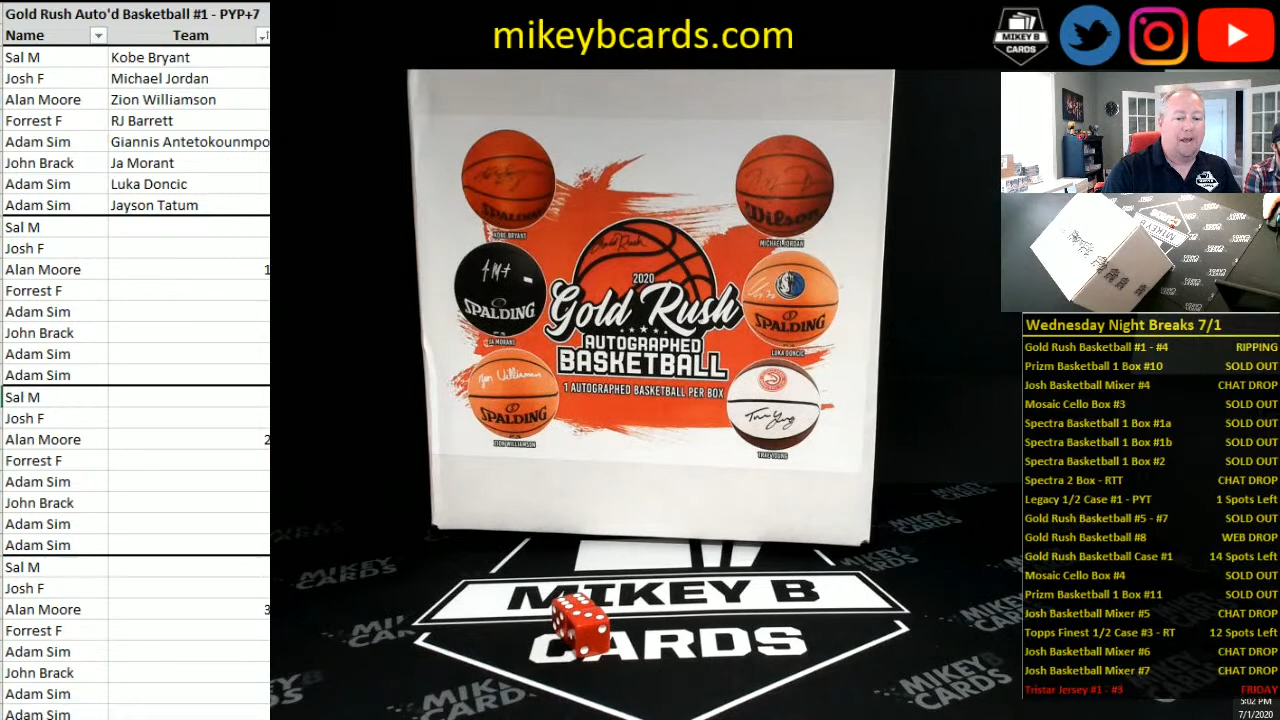 Gold Rush Auto'd Basketball #1 - PYP+7
Name Team
Sal M Kobe Bryant
Josh F Michael Jordan
Alan Moore Zion Williamson
Forrest F RJ Barrett
Adam Sim Giannis Antetokounmpo
John Brack Ja Morant
Adam Sim Luka Doncic
Adam Sim Jayson Tatum
Sal M
Josh F
Alan Moore 1
Forrest F
Adam Sim
John Brack
Adam Sim
Adam Sim
Sal M
Josh F
Alan Moore 2
Forrest F
Adam Sim
John Brack
Adam Sim
Adam Sim
Sal M
Josh F
Alan Moore 3
Forrest F
Adam Sim
John Brack
Adam Sim
Adam Sim
mikeybcards.com
MIKEY B
CARDS
SPALDING
KOBE BRYANT
Wilson
MICHAEL JORDAN
SPALDING
JA MORANT
SPALDING
LUKA DONCIC
Gold Rush
2020
Gold Rush
AUTOGRAPHED
BASKETBALL
1 AUTOGRAPHED BASKETBALL PER BOX
SPALDING
ZION WILLIAMSON
TRAE YOUNG
MIKEY B
CARDS
MIKEY B
CARDS
Wednesday Night Breaks 7/1
Gold Rush Basketball #1 - #4 RIPPING
Prizm Basketball 1 Box #10 SOLD OUT
Josh Basketball Mixer #4 CHAT DROP
Mosaic Cello Box #3 SOLD OUT
Spectra Basketball 1 Box #1a SOLD OUT
Spectra Basketball 1 Box #1b SOLD OUT
Spectra Basketball 1 Box #2 SOLD OUT
Spectra 2 Box - RTT CHAT DROP
Legacy 1/2 Case #1 - PYT 1 Spots Left
Gold Rush Basketball #5 - #7 SOLD OUT
Gold Rush Basketball #8 WEB DROP
Gold Rush Basketball Case #1 14 Spots Left
Mosaic Cello Box #4 SOLD OUT
Prizm Basketball 1 Box #11 SOLD OUT
Josh Basketball Mixer #5 CHAT DROP
Topps Finest 1/2 Case #3 - RT 12 Spots Left
Josh Basketball Mixer #6 CHAT DROP
Josh Basketball Mixer #7 CHAT DROP
Tristar Jersey #1 - #3 FRIDAY
5:02 PM
7/1/2020